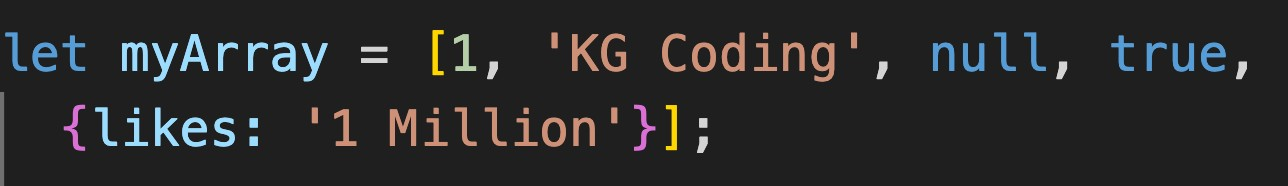 let myArray = [1, 'KG Coding', null, true,
{likes: '1 Million'}];